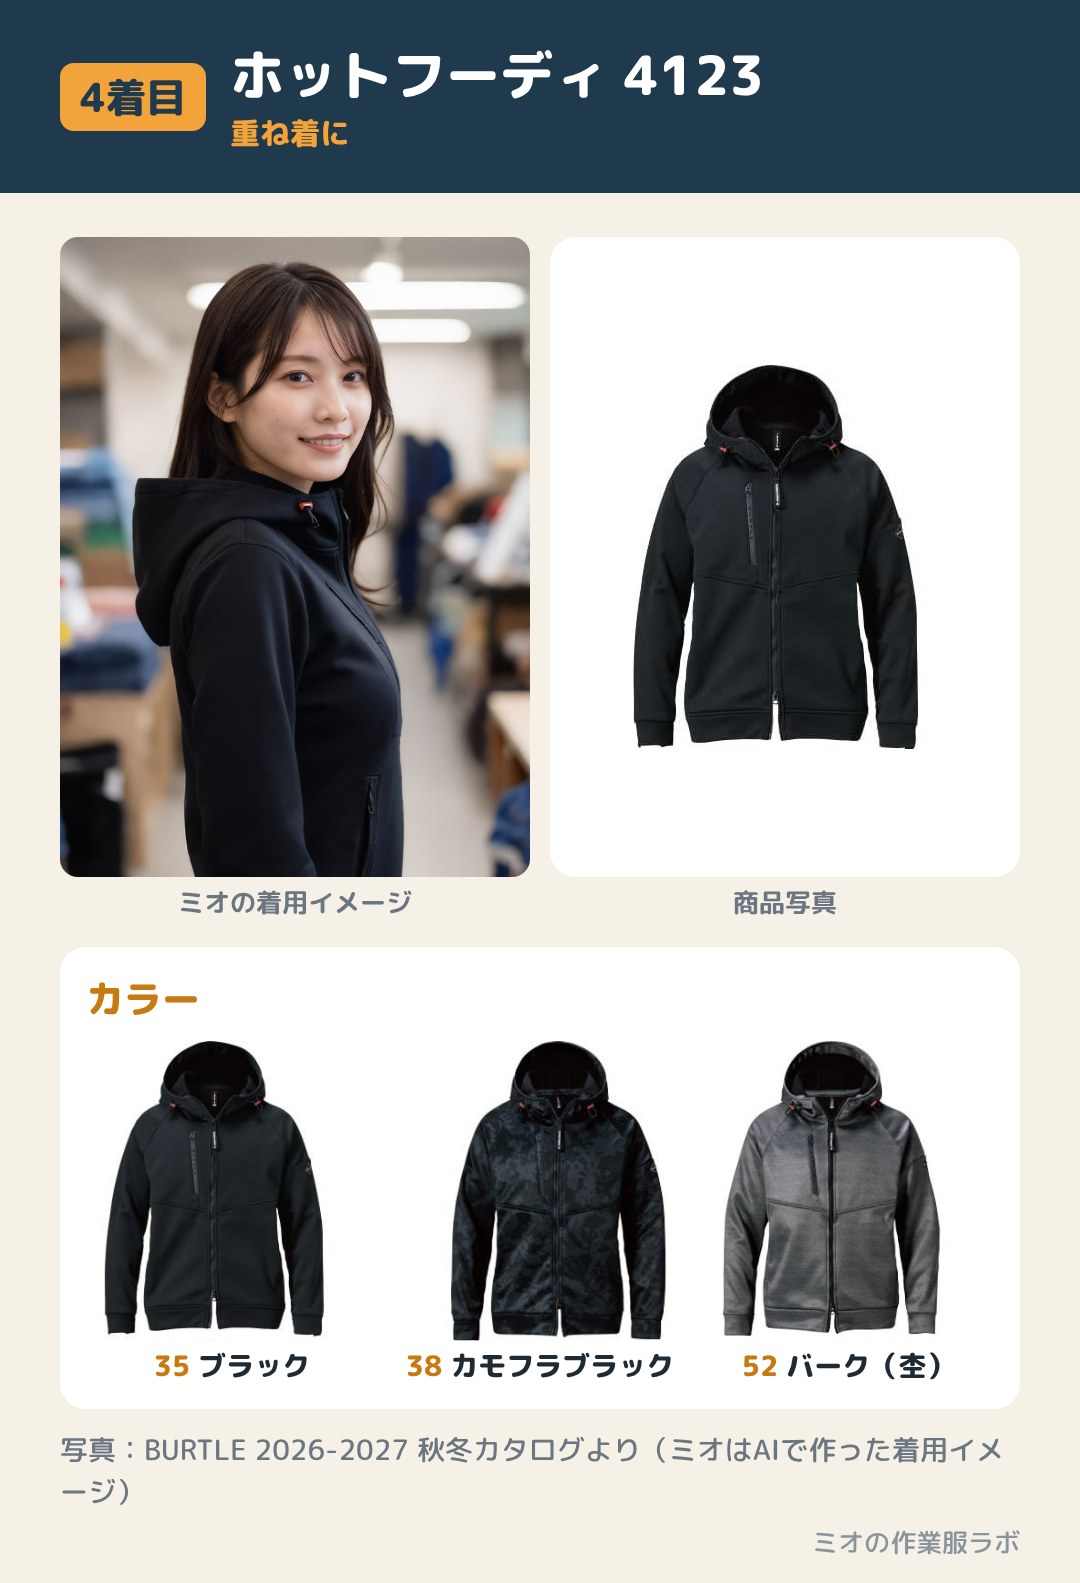 4着目
ホットフーディ 4123
重ね着に
ミオの着用イメージ
商品写真
カラー
35 ブラック
38 カモフラブラック
52 バーク（杢）
写真：BURTLE 2026-2027 秋冬カタログより（ミオはAIで作った着用イメ
ージ）
ミオの作業服ラボ